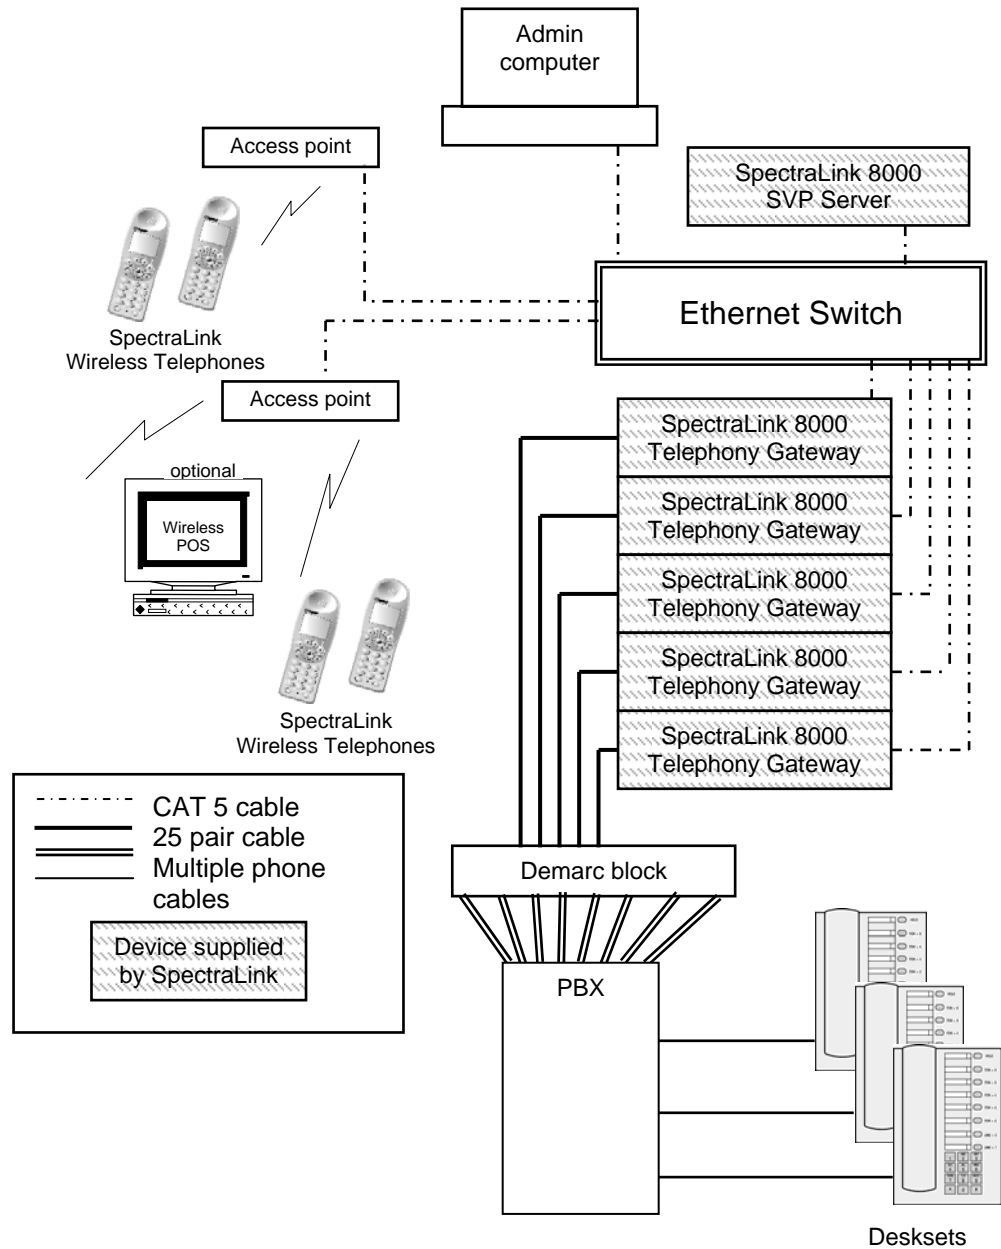 Admin
computer
Access point
SpectraLink 8000
SVP Server
Ethernet Switch
SpectraLink
Wireless Telephones
Access point
optional
Wireless
POS
SpectraLink 8000
Telephony Gateway
SpectraLink 8000
Telephony Gateway
SpectraLink 8000
Telephony Gateway
SpectraLink 8000
Telephony Gateway
SpectraLink 8000
Telephony Gateway
SpectraLink
Wireless Telephones
CAT 5 cable
25 pair cable
Multiple phone
cables
Device supplied
by SpectraLink
Demarc block
PBX
Desksets